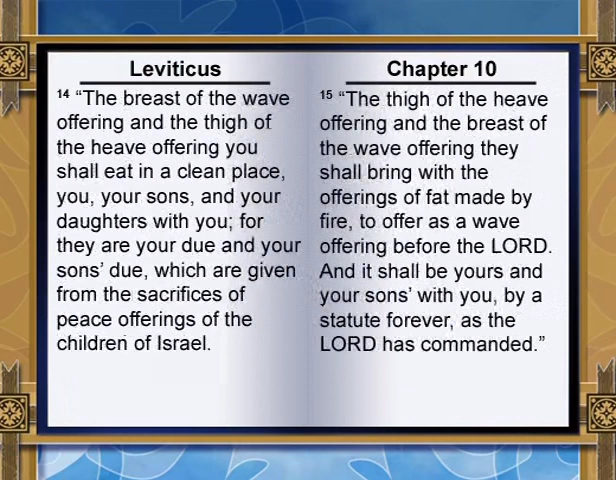 Leviticus
14 “The breast of the wave
offering and the thigh of
the heave offering you
shall eat in a clean place,
you, your sons, and your
daughters with you; for
they are your due and your
sons’ due, which are given
from the sacrifices of
peace offerings of the
children of Israel.
Chapter 10
15 “The thigh of the heave
offering and the breast of
the wave offering they
shall bring with the
offerings of fat made by
fire, to offer as a wave
offering before the LORD.
And it shall be yours and
your sons’ with you, by a
statute forever, as the
LORD has commanded.”